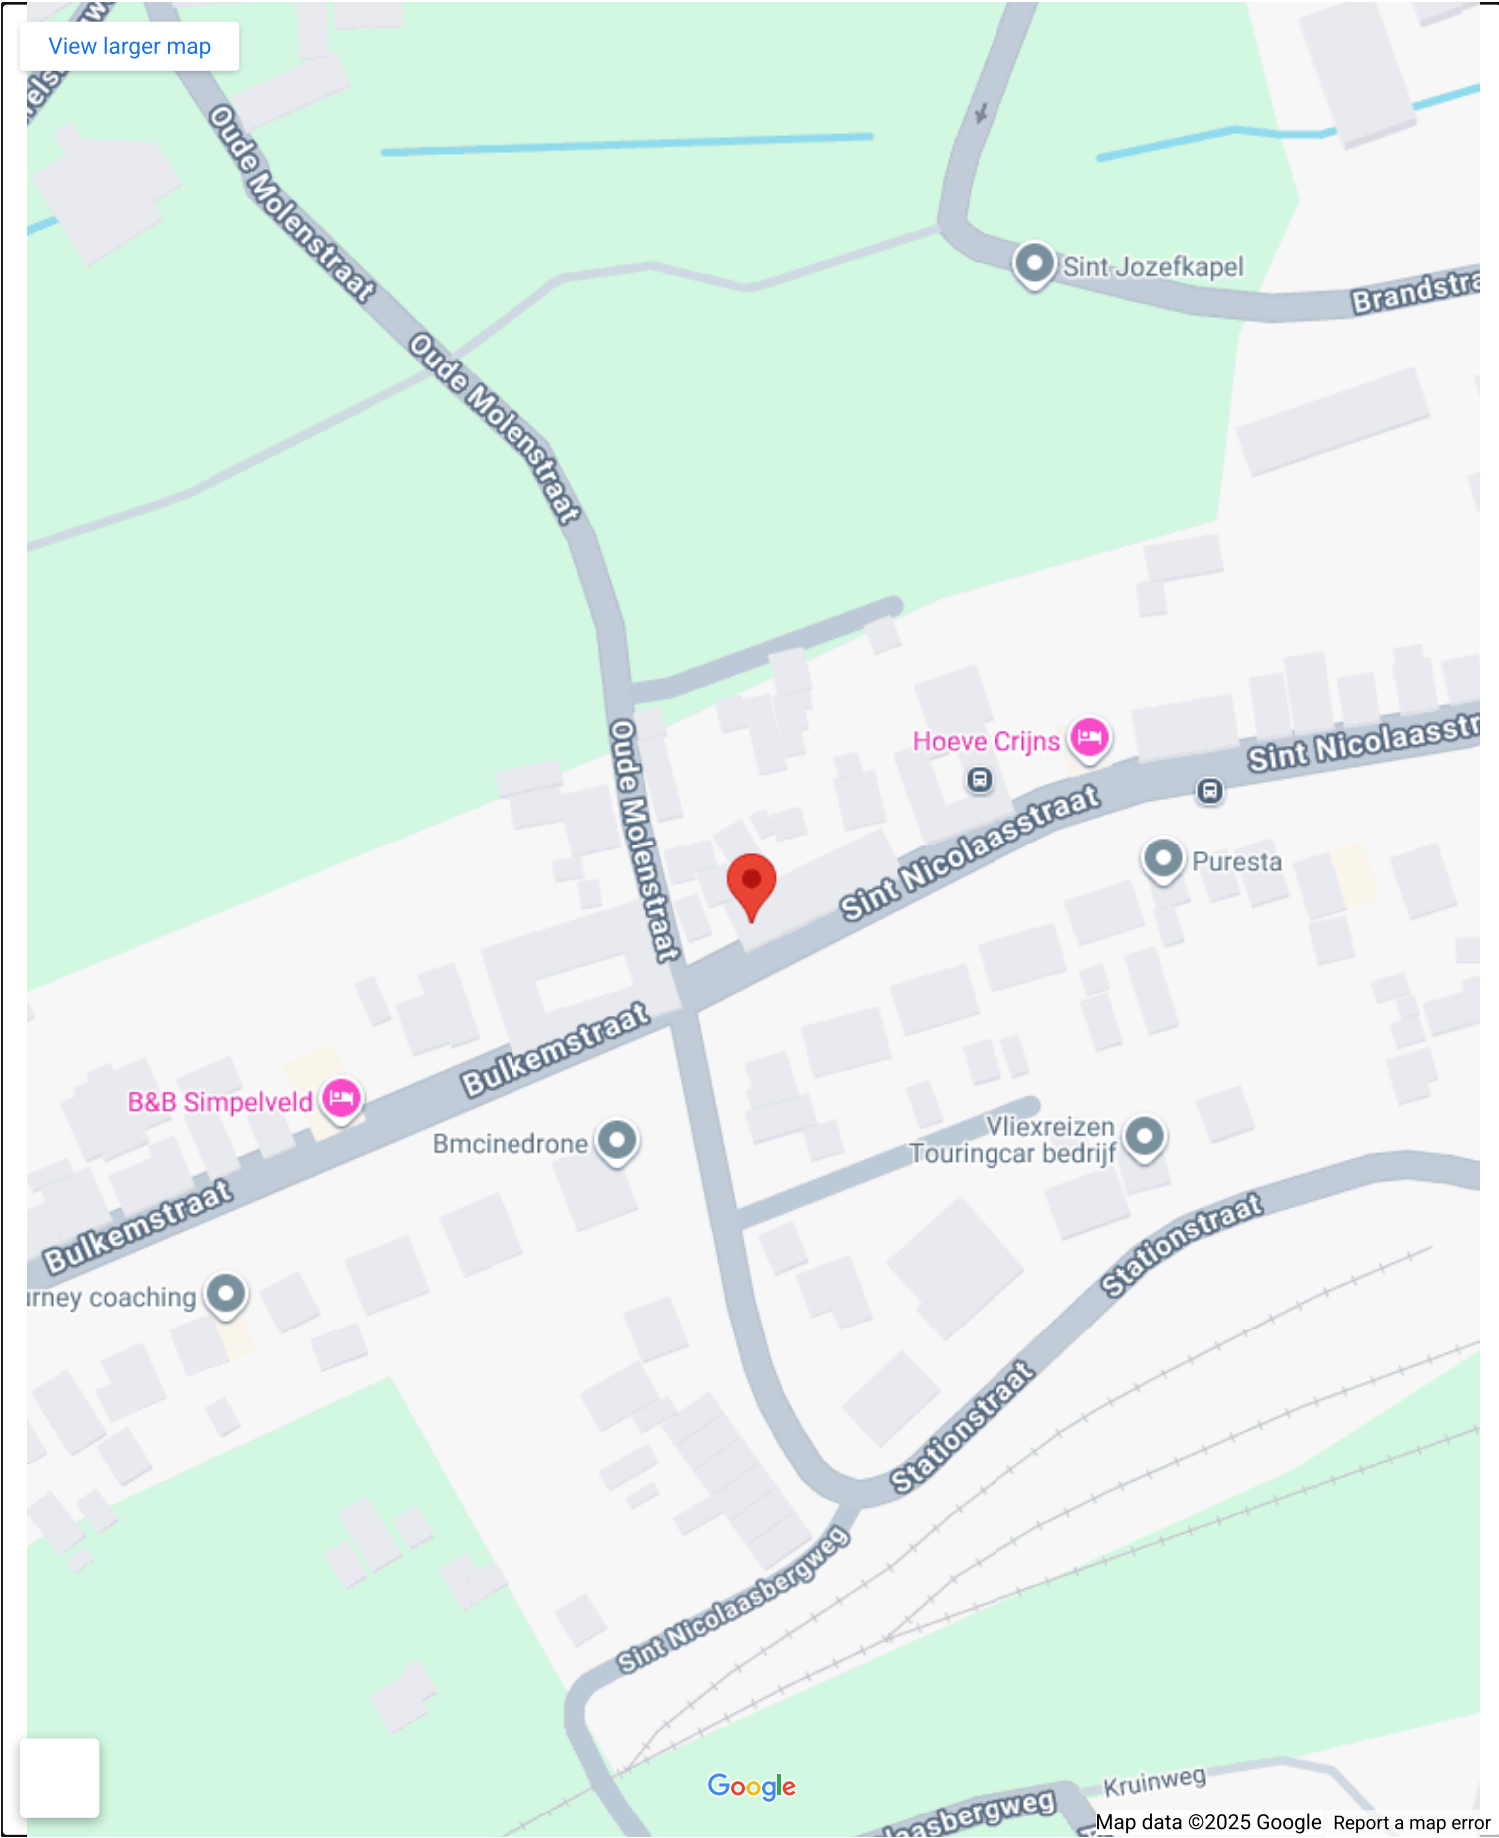 View larger map
Oude Molenstraat
Sint Jozefkapel
Brandstra
Oude Molenstraat
Oude Molenstraat
Hoeve Crijns
Sint Nicolaasstr
Sint Nicolaasstraat
Puresta
Bulkemstraat
B&B Simpelveld
Bmcinedrone
Vliexreizen
Touringcar bedrijf
Bulkemstraat
Stationstraat
urney coaching
Stationstraat
Sint Nicolaasbergweg
Google
Kruinweg
laasbergweg
Map data ©2025 Google
Report a map error